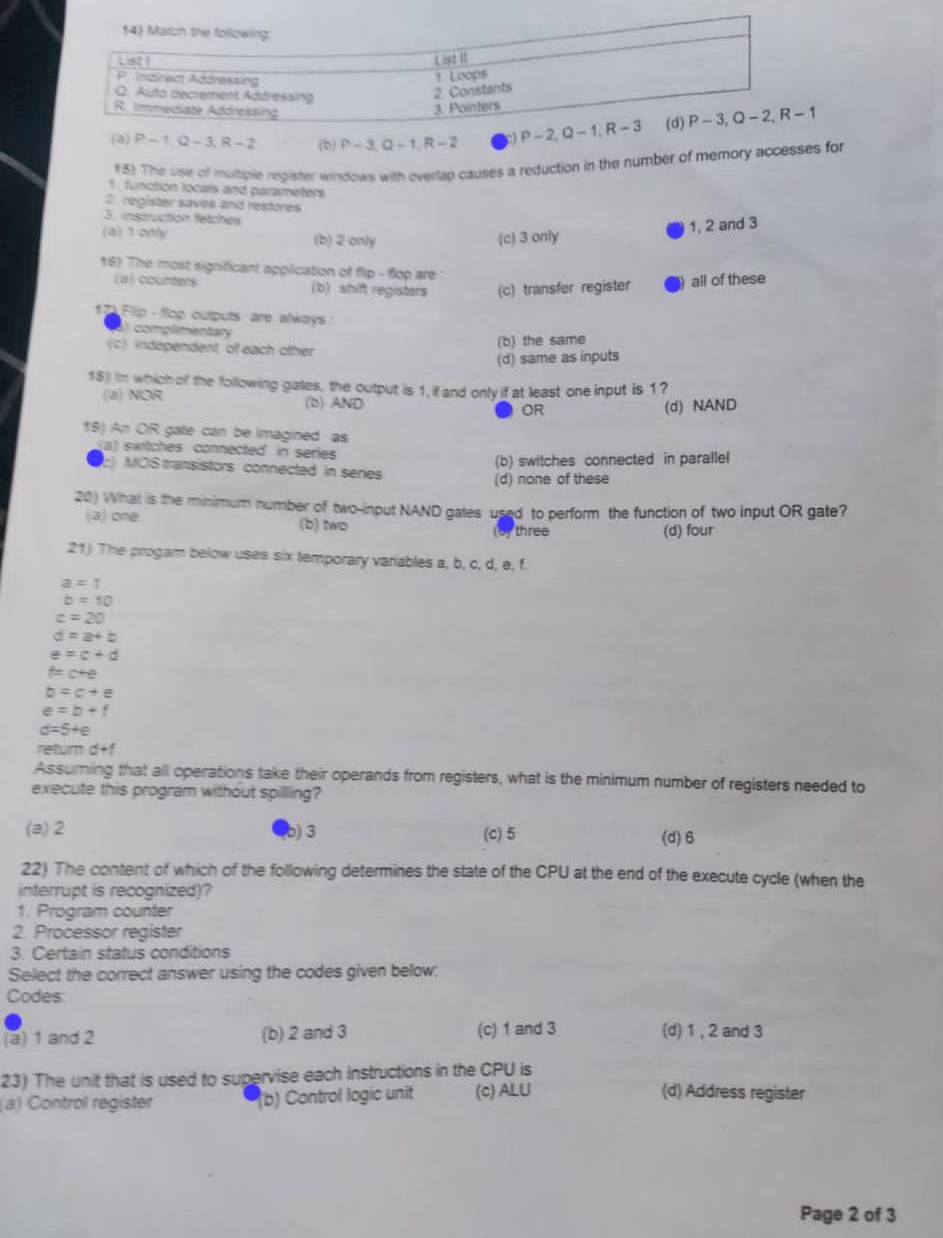 14) Match the following:
List I List II
P. Indirect Addressing 1. Loops
Q. Auto decrement Addressing 2. Constants
R. Immediate Addressing 3. Pointers
(a) P – 1, Q – 3, R – 2 (b) P – 3, Q – 1, R – 2 ) P – 2, Q – 1, R – 3 (d) P – 3, Q – 2, R – 1
15) The use of multiple register windows with overlap causes a reduction in the number of memory accesses for
1. function locals and parameters
2. register saves and restores
3. instruction fetches
(a) 1 only (b) 2 only (c) 3 only ) 1, 2 and 3
16) The most significant application of flip - flop are :
(a) counters (b) shift registers (c) transfer register ) all of these
17) Flip - flop outputs are always :
) complimentary (b) the same
(c) independent of each other (d) same as inputs
18) In which of the following gates, the output is 1, if and only if at least one input is 1?
(a) NOR (b) AND OR (d) NAND
19) An OR gate can be imagined as
(a) switches connected in series (b) switches connected in parallel
c) MOS transistors connected in series (d) none of these
20) What is the minimum number of two-input NAND gates used to perform the function of two input OR gate?
(a) one (b) two (c) three (d) four
21) The progam below uses six temporary variables a, b, c, d, e, f.
a = 1
b = 10
c = 20
d = a+ b
e = c + d
f= c+e
b = c + e
e = b + f
d=5+e
return d+f
Assuming that all operations take their operands from registers, what is the minimum number of registers needed to
execute this program without spilling?
(a) 2 b) 3 (c) 5 (d) 6
22) The content of which of the following determines the state of the CPU at the end of the execute cycle (when the
interrupt is recognized)?
1. Program counter
2. Processor register
3. Certain status conditions
Select the correct answer using the codes given below:
Codes:
(a) 1 and 2 (b) 2 and 3 (c) 1 and 3 (d) 1 , 2 and 3
23) The unit that is used to supervise each instructions in the CPU is
(a) Control register (b) Control logic unit (c) ALU (d) Address register
Page 2 of 3